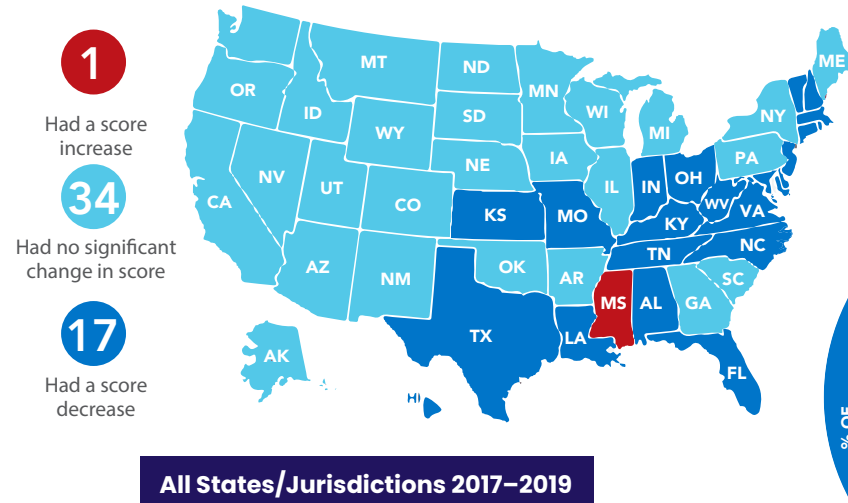 1
Had a score
increase
34
Had no significant
change in score
17
Had a score
decrease
MT
ND
MN
ME
OR
ID
SD
WI
NY
WY
MI
NE
IA
PA
NV
UT
IL
IN
OH
CA
CO
WV
VA
KS
MO
KY
NC
TN
AZ
NM
OK
AR
SC
MS
AL
GA
TX
LA
AK
FL
HI
% OF
All States/Jurisdictions 2017–2019